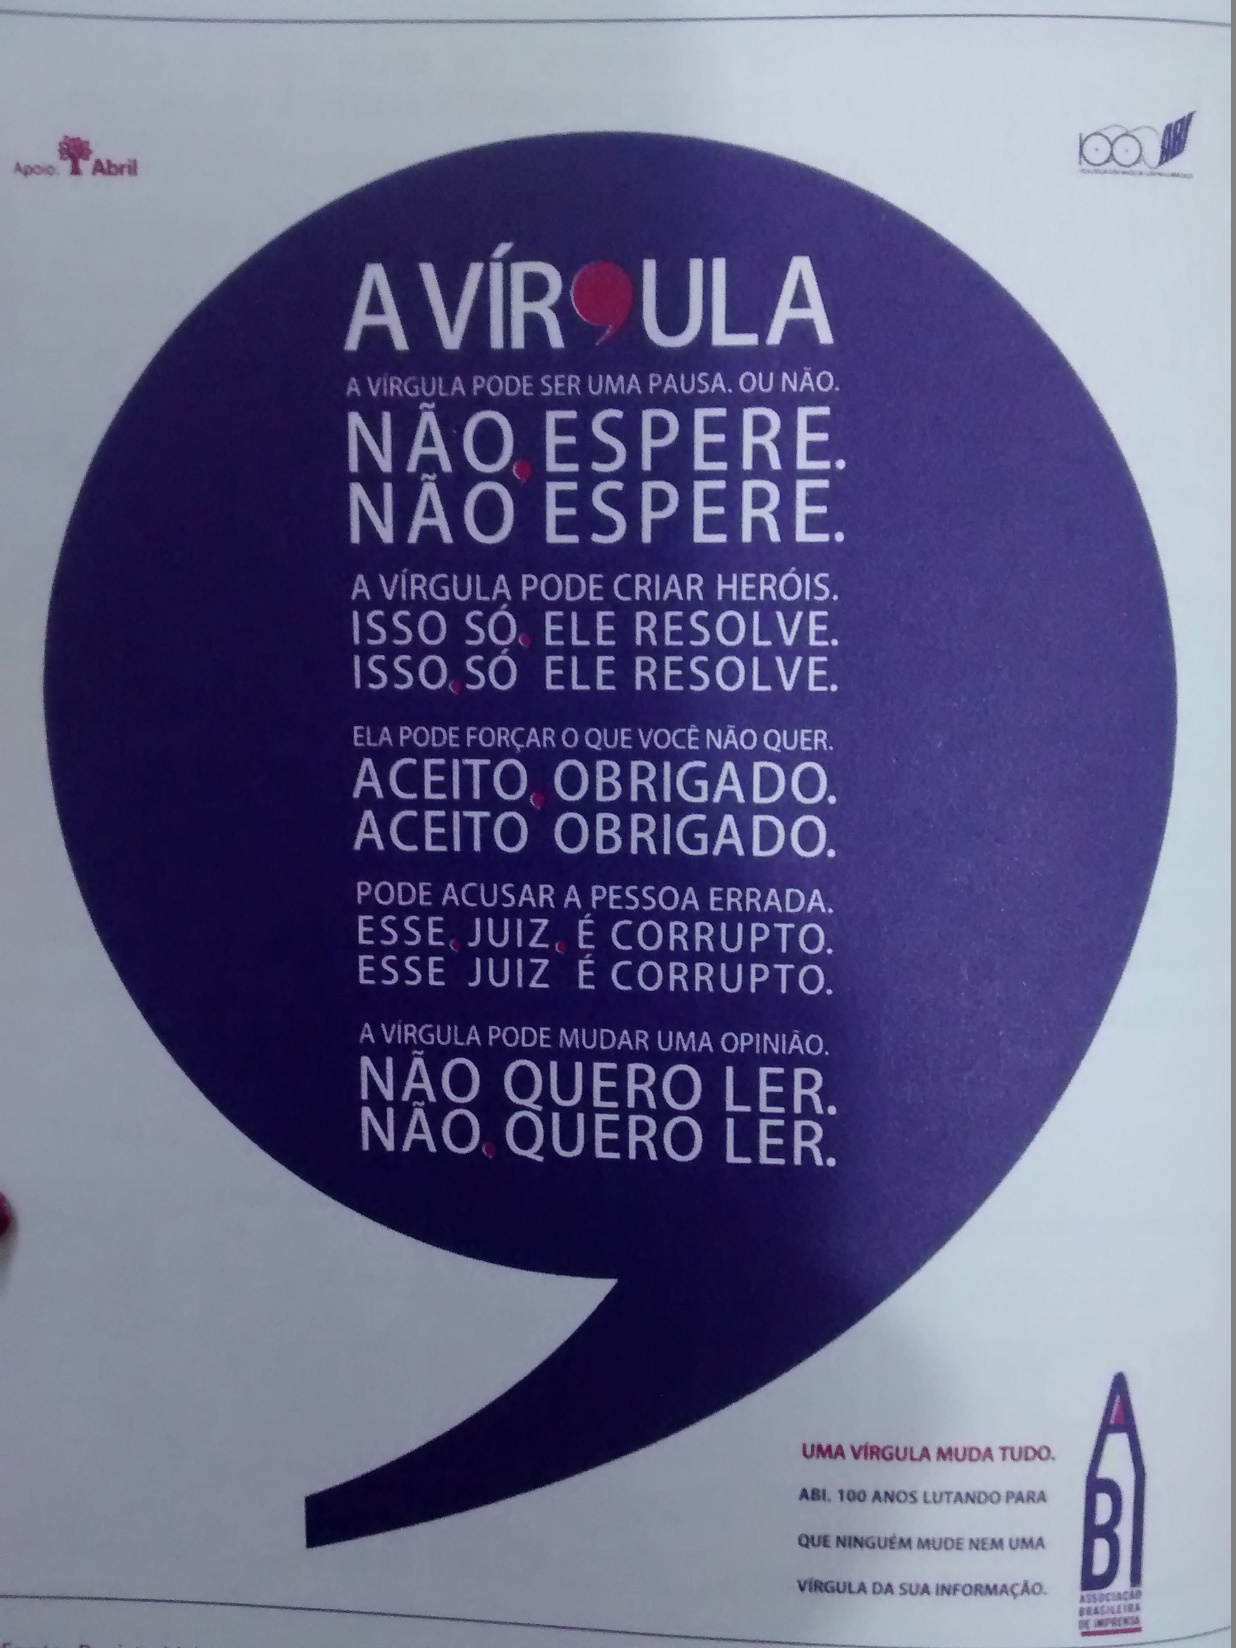 Apoio: Abril
100 ABI
A VÍRGULA
A VÍRGULA PODE SER UMA PAUSA. OU NÃO.
NÃO, ESPERE.
NÃO ESPERE.
A VÍRGULA PODE CRIAR HERÓIS.
ISSO SÓ, ELE RESOLVE.
ISSO, SÓ ELE RESOLVE.
ELA PODE FORÇAR O QUE VOCÊ NÃO QUER.
ACEITO, OBRIGADO.
ACEITO OBRIGADO.
PODE ACUSAR A PESSOA ERRADA.
ESSE, JUIZ, É CORRUPTO.
ESSE JUIZ É CORRUPTO.
A VÍRGULA PODE MUDAR UMA OPINIÃO.
NÃO QUERO LER.
NÃO, QUERO LER.
UMA VÍRGULA MUDA TUDO.
ABI. 100 ANOS LUTANDO PARA
QUE NINGUÉM MUDE NEM UMA
VÍRGULA DA SUA INFORMAÇÃO.
ABI
ASSOCIAÇÃO
BRASILEIRA
DE IMPRENSA